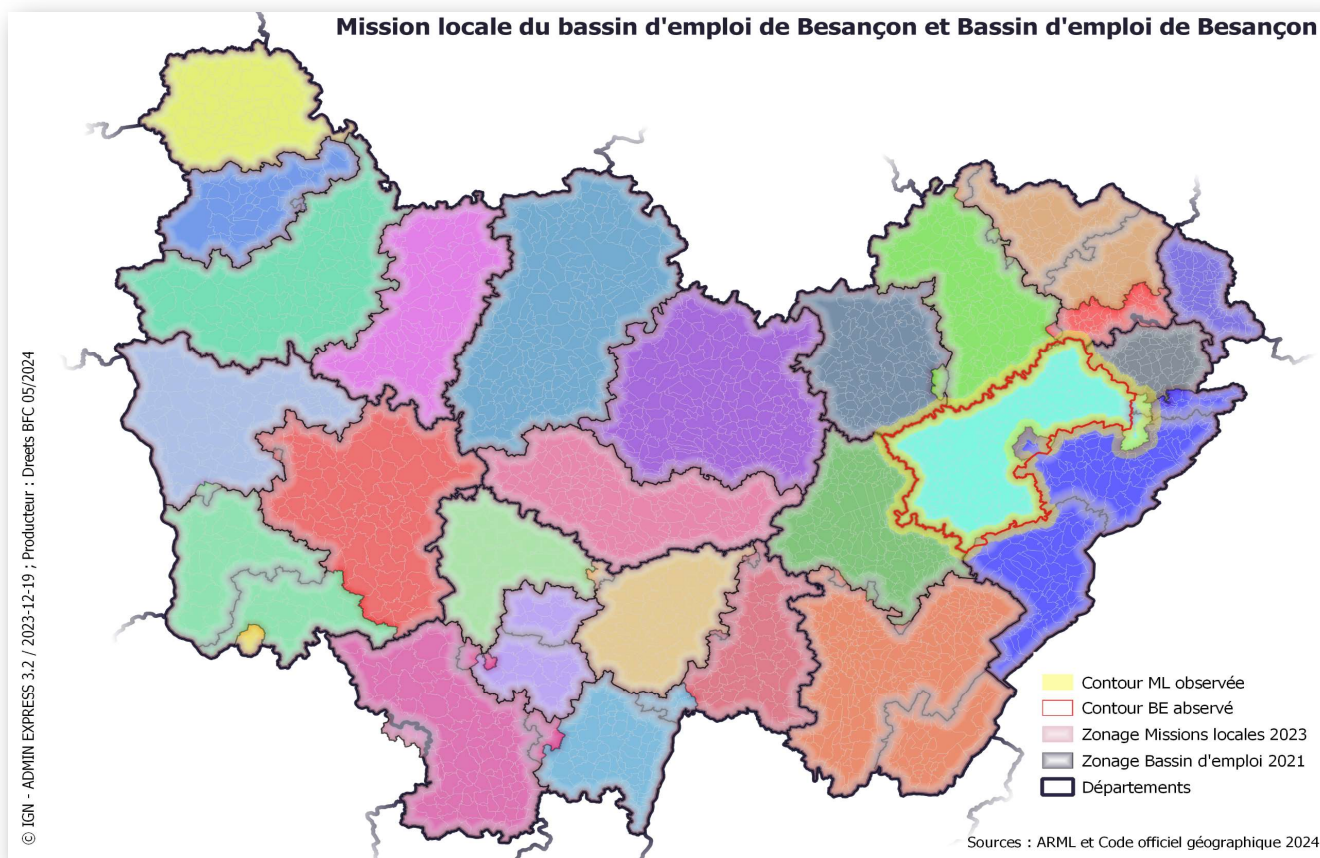 Mission locale du bassin d'emploi de Besançon et Bassin d'emploi de Besançon
© IGN - ADMIN EXPRESS 3.2 / 2023-12-19 ; Producteur : Dreets BFC 05/2024
Contour ML observée
Contour BE abservé
Zonage Missions locales 2023
Zonage Bassin d'emploi 2021
Départements
Sources : ARML et Code officiel géographique 2024